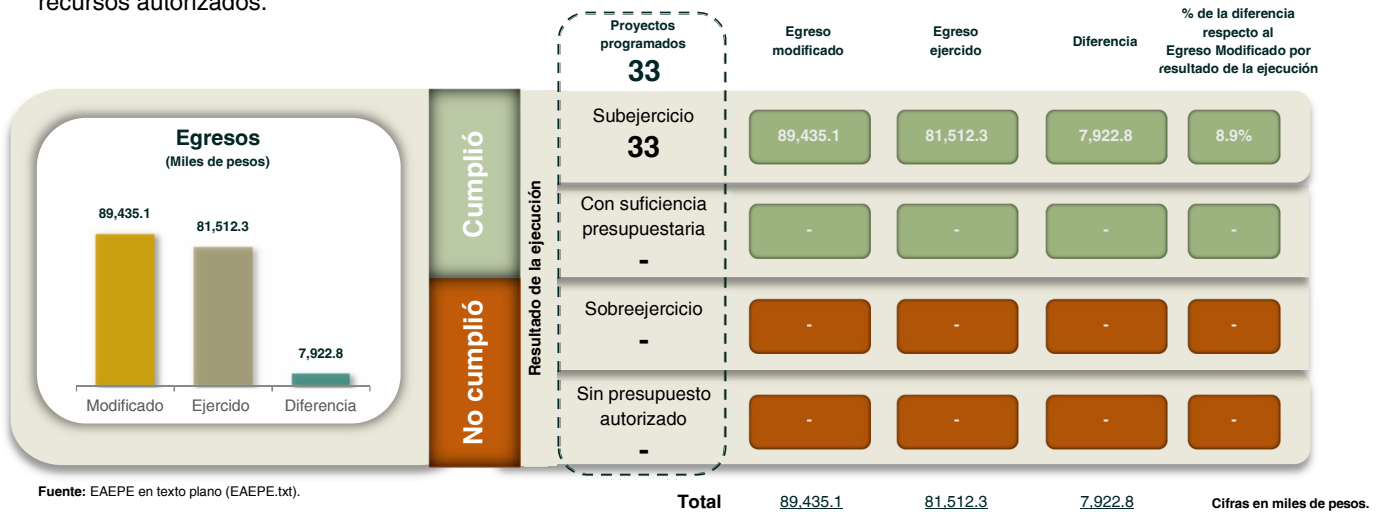 recursos autorizados.
Proyectos
programados
33
Egreso
modificado
Egreso
ejercido
Diferencia
% de la diferencia
respecto al
Egreso Modificado por
resultado de la ejecución
Egresos
(Miles de pesos)
89,435.1
81,512.3
7,922.8
Modificado Ejercido Diferencia
Cumplió
No cumplió
Resultado de la ejecución
Subejercicio
33
89,435.1 81,512.3 7,922.8 8.9%
Con suficiencia
presupuestaria
-
- - - -
Sobreejercicio
-
- - - -
Sin presupuesto
autorizado
-
- - - -
Fuente: EAEPE en texto plano (EAEPE.txt).
Total 89,435.1 81,512.3 7,922.8 Cifras en miles de pesos.